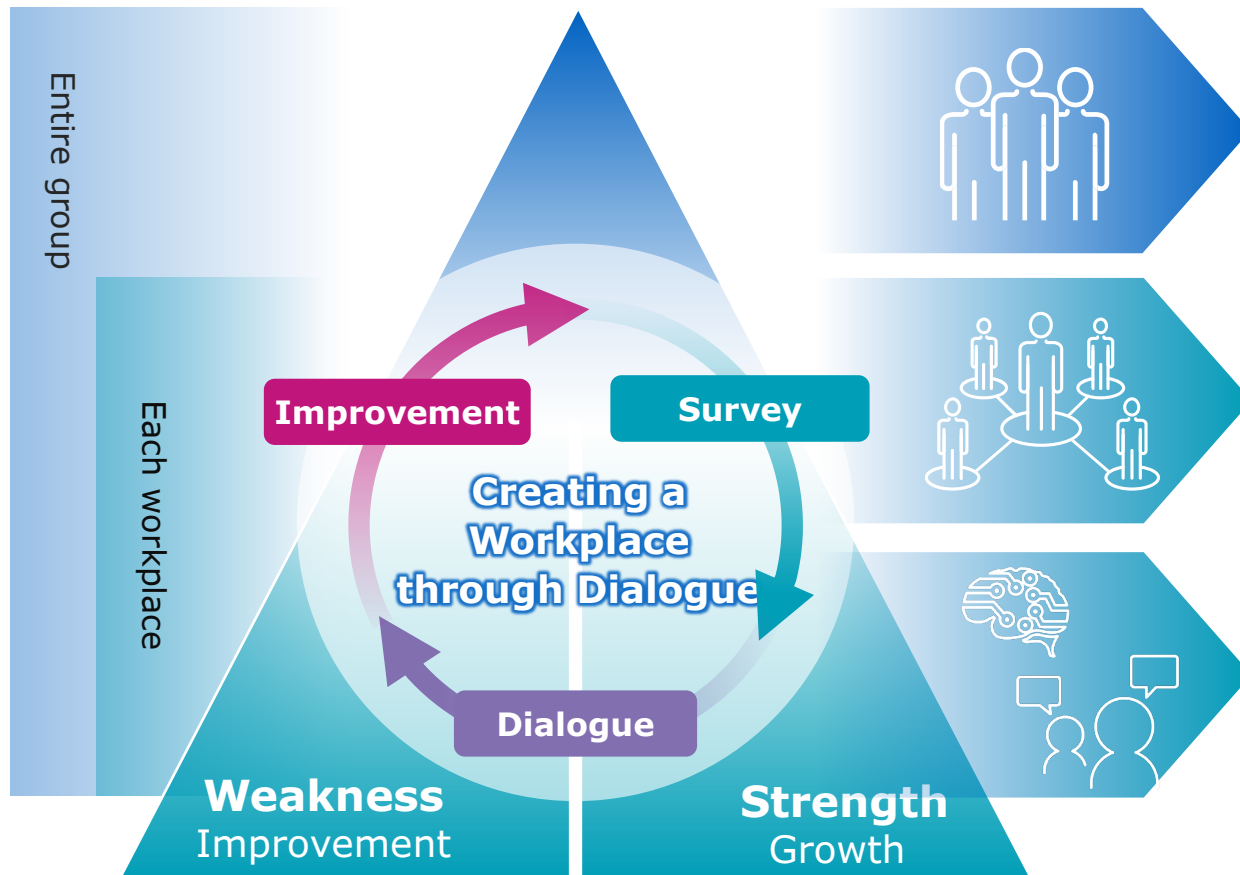 Entire group
Each workplace
Improvement
Survey
Creating a
Workplace
through Dialogue
Dialogue
Weakness
Improvement
Strength
Growth